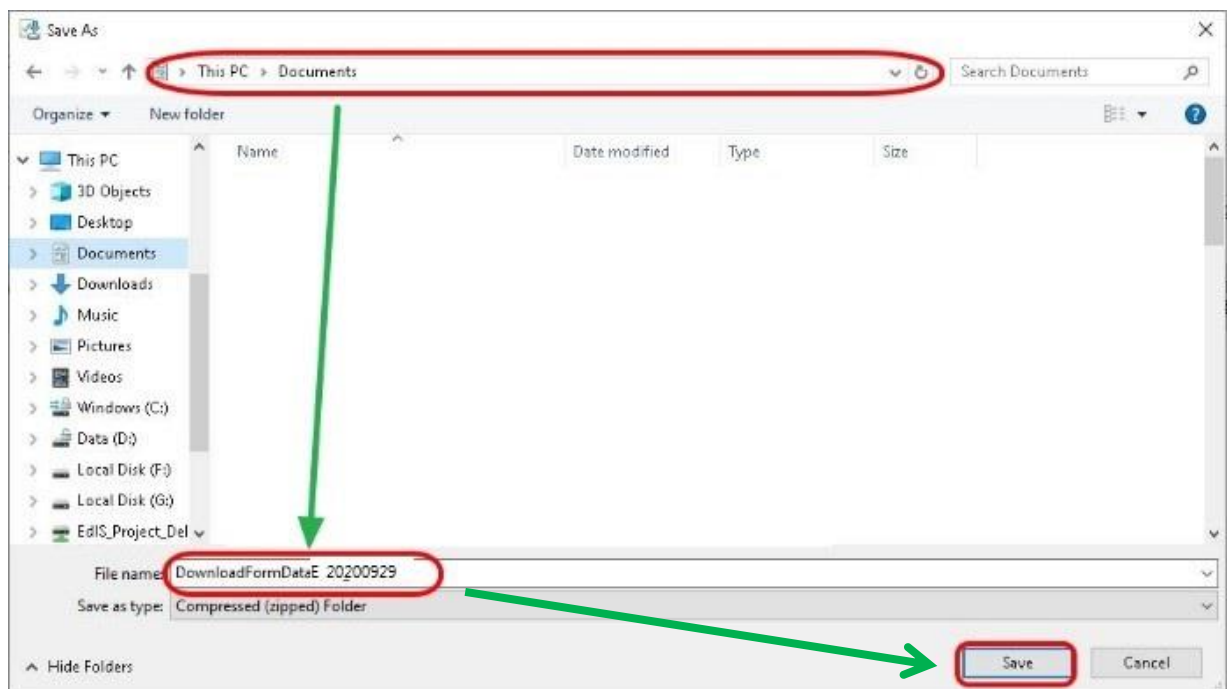 Save As
This PC > Documents
Search Documents
Organize
New folder
Name
Date modified
Type
Size
This PC
3D Objects
Desktop
Documents
Downloads
Music
Pictures
Videos
Windows (C:)
Data (D:)
Local Disk (F:)
Local Disk (G:)
EdIS_Project_Del
File name: DownloadFormDataE_20200929
Save as type: Compressed (zipped) Folder
Hide Folders
Save
Cancel